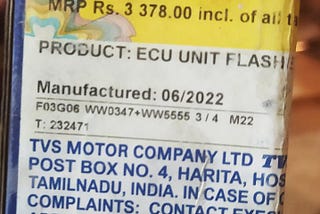 MRP Rs. 3 378.00 incl. of all
PRODUCT: ECU UNIT FLASH
Manufactured: 06/2022
F03G06 WW0347+WW5555 3 / 4 M22
T: 232471
TVS MOTOR COMPANY LTD TV
POST BOX NO. 4, HARITA, HOS
TAMILNADU, INDIA. IN CASE OF
COMPLAINTS: CONTACT EXEC